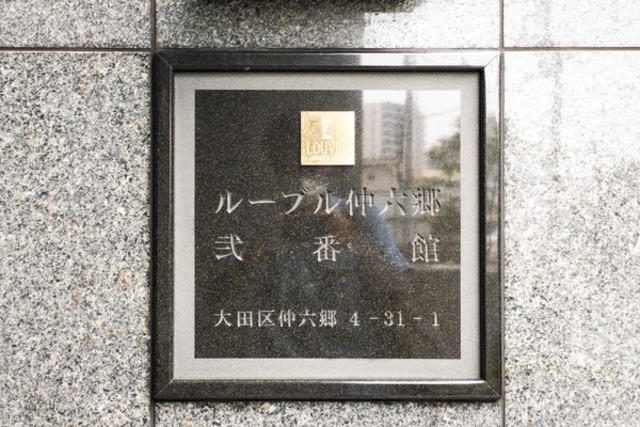 LOUVRE
ルーブル仲六郷
弐番館
大田区仲六郷 4-31-1